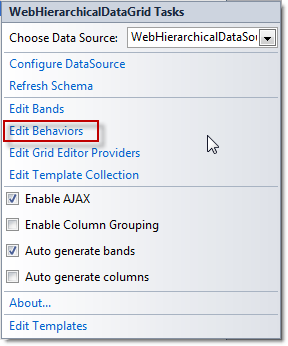 WebHierarchicalDataGrid Tasks
Choose Data Source: WebHierarchicalDataSou
Configure DataSource
Refresh Schema
Edit Bands
Edit Behaviors
Edit Grid Editor Providers
Edit Template Collection
Enable AJAX
Enable Column Grouping
Auto generate bands
Auto generate columns
About...
Edit Templates